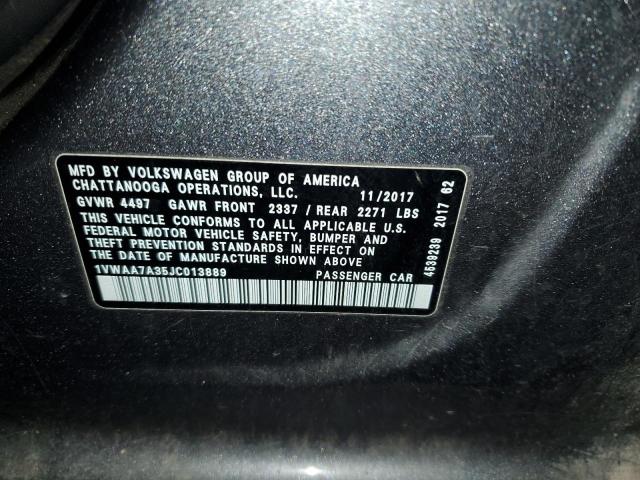 MFD BY VOLKSWAGEN GROUP OF AMERICA
CHATTANOOGA OPERATIONS, LLC. 11/2017
GVWR 4497 GAWR FRONT 2337 / REAR 2271 LBS
THIS VEHICLE CONFORMS TO ALL APPLICABLE U.S.
FEDERAL MOTOR VEHICLE SAFETY, BUMPER AND
THEFT PREVENTION STANDARDS IN EFFECT ON
THE DATE OF MANUFACTURE SHOWN ABOVE
1VWAA7A35JC013889 PASSENGER CAR
4539239 2017 62